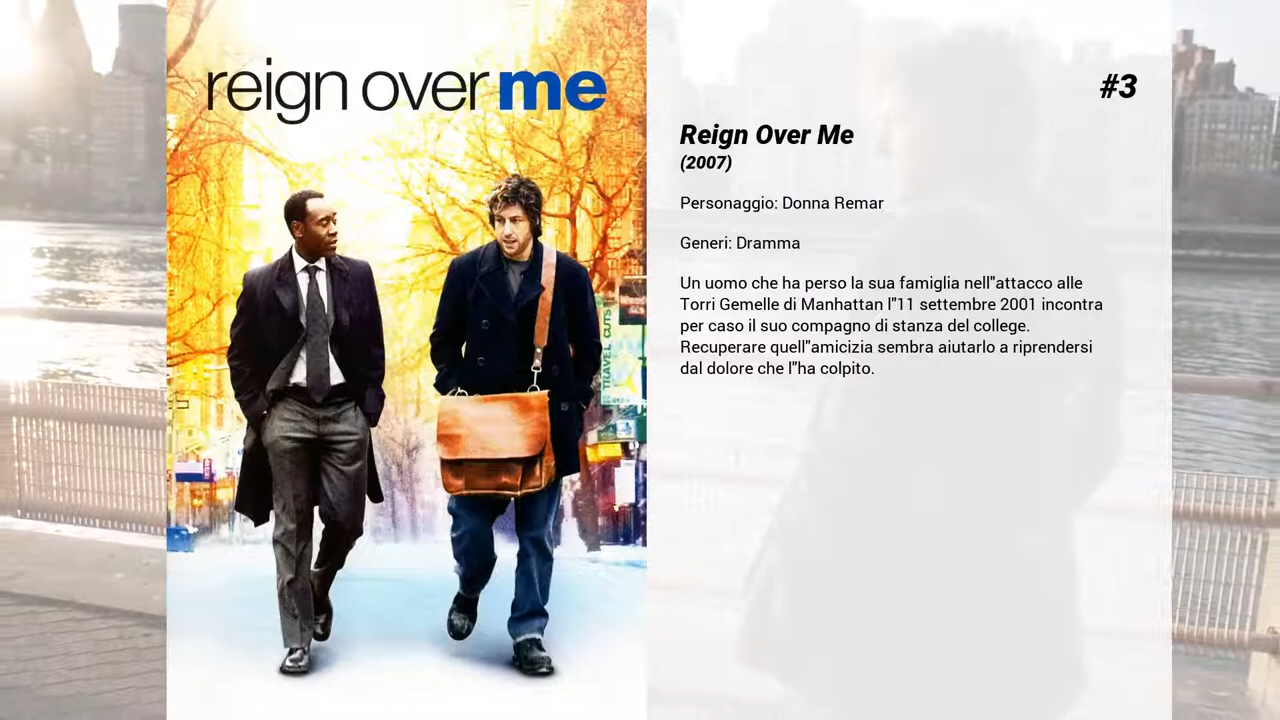 reign over me
#3
Reign Over Me
(2007)
Personaggio: Donna Remar
Generi: Dramma
Un uomo che ha perso la sua famiglia nell"attacco alle
Torri Gemelle di Manhattan l"11 settembre 2001 incontra
per caso il suo compagno di stanza del college.
Recuperare quell"amicizia sembra aiutarlo a riprendersi
dal dolore che l"ha colpito.
TRAVEL CUTS